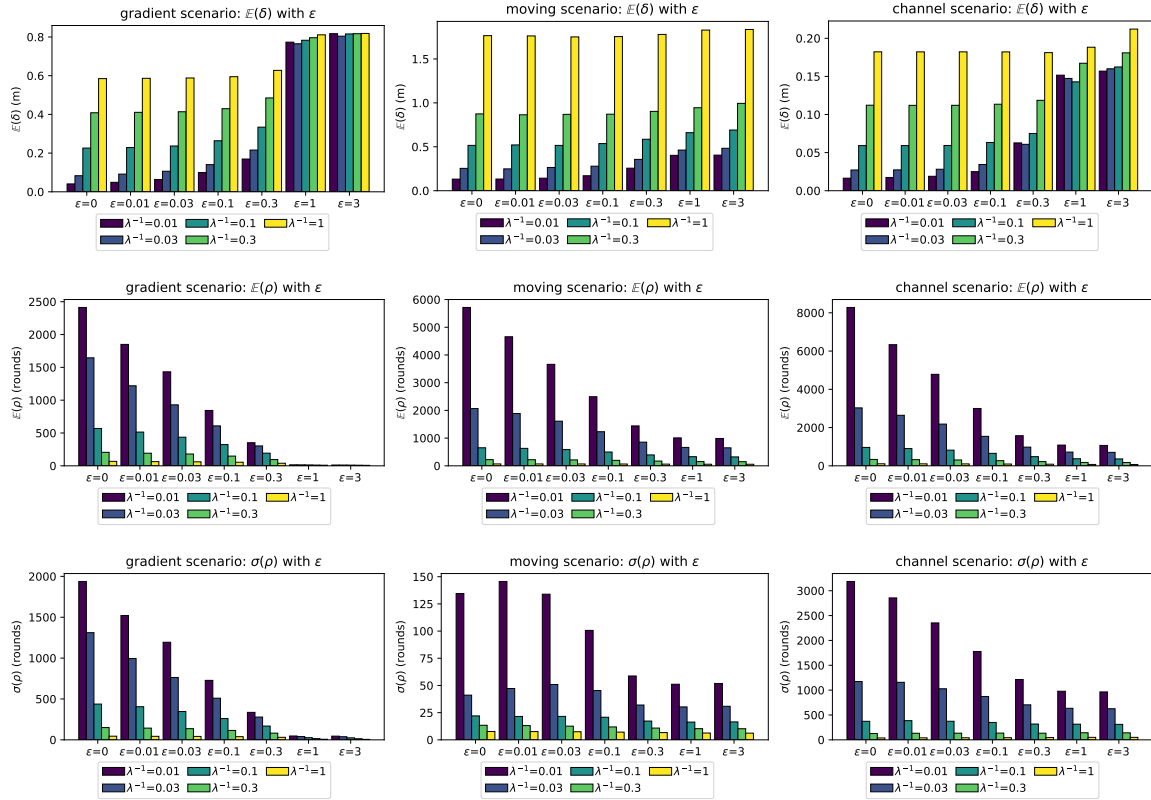 gradient scenario: 𝔼(δ) with ε
0.8
0.6
0.4
0.2
0.0
𝔼(δ) (m)
ε=0 ε=0.01 ε=0.03 ε=0.1 ε=0.3 ε=1 ε=3
λ⁻¹=0.01 λ⁻¹=0.1 λ⁻¹=1
λ⁻¹=0.03 λ⁻¹=0.3
moving scenario: 𝔼(δ) with ε
1.5
1.0
0.5
0.0
𝔼(δ) (m)
ε=0 ε=0.01 ε=0.03 ε=0.1 ε=0.3 ε=1 ε=3
λ⁻¹=0.01 λ⁻¹=0.1 λ⁻¹=1
λ⁻¹=0.03 λ⁻¹=0.3
channel scenario: 𝔼(δ) with ε
0.20
0.15
0.10
0.05
0.00
𝔼(δ) (m)
ε=0 ε=0.01 ε=0.03 ε=0.1 ε=0.3 ε=1 ε=3
λ⁻¹=0.01 λ⁻¹=0.1 λ⁻¹=1
λ⁻¹=0.03 λ⁻¹=0.3
gradient scenario: 𝔼(ρ) with ε
2500
2000
1500
1000
500
0
𝔼(ρ) (rounds)
ε=0 ε=0.01 ε=0.03 ε=0.1 ε=0.3 ε=1 ε=3
λ⁻¹=0.01 λ⁻¹=0.1 λ⁻¹=1
λ⁻¹=0.03 λ⁻¹=0.3
moving scenario: 𝔼(ρ) with ε
6000
5000
4000
3000
2000
1000
0
𝔼(ρ) (rounds)
ε=0 ε=0.01 ε=0.03 ε=0.1 ε=0.3 ε=1 ε=3
λ⁻¹=0.01 λ⁻¹=0.1 λ⁻¹=1
λ⁻¹=0.03 λ⁻¹=0.3
channel scenario: 𝔼(ρ) with ε
8000
6000
4000
2000
0
𝔼(ρ) (rounds)
ε=0 ε=0.01 ε=0.03 ε=0.1 ε=0.3 ε=1 ε=3
λ⁻¹=0.01 λ⁻¹=0.1 λ⁻¹=1
λ⁻¹=0.03 λ⁻¹=0.3
gradient scenario: σ(ρ) with ε
2000
1500
1000
500
0
σ(ρ) (rounds)
ε=0 ε=0.01 ε=0.03 ε=0.1 ε=0.3 ε=1 ε=3
λ⁻¹=0.01 λ⁻¹=0.1 λ⁻¹=1
λ⁻¹=0.03 λ⁻¹=0.3
moving scenario: σ(ρ) with ε
150
125
100
75
50
25
0
σ(ρ) (rounds)
ε=0 ε=0.01 ε=0.03 ε=0.1 ε=0.3 ε=1 ε=3
λ⁻¹=0.01 λ⁻¹=0.1 λ⁻¹=1
λ⁻¹=0.03 λ⁻¹=0.3
channel scenario: σ(ρ) with ε
3000
2500
2000
1500
1000
500
0
σ(ρ) (rounds)
ε=0 ε=0.01 ε=0.03 ε=0.1 ε=0.3 ε=1 ε=3
λ⁻¹=0.01 λ⁻¹=0.1 λ⁻¹=1
λ⁻¹=0.03 λ⁻¹=0.3